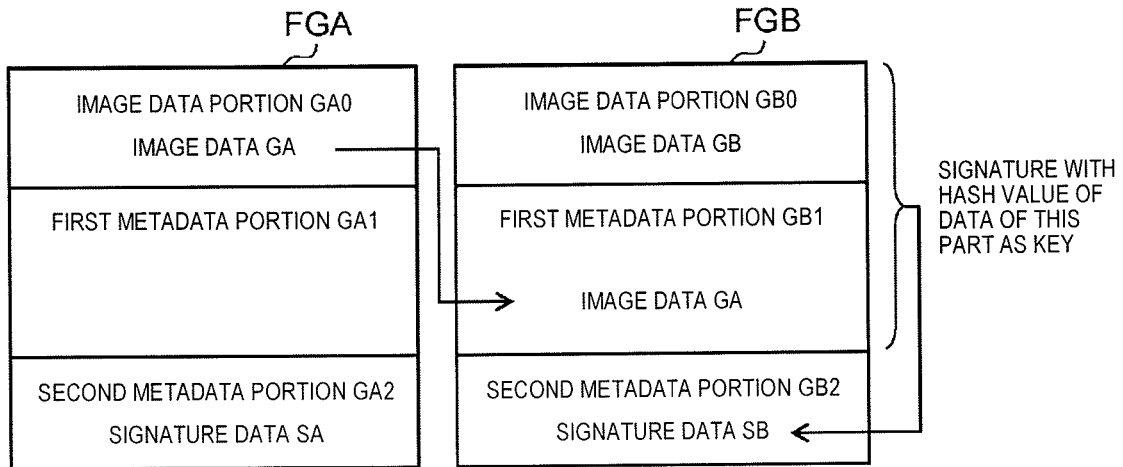 FGA
IMAGE DATA PORTION GA0
IMAGE DATA GA
FIRST METADATA PORTION GA1
SECOND METADATA PORTION GA2
SIGNATURE DATA SA
FGB
IMAGE DATA PORTION GB0
IMAGE DATA GB
FIRST METADATA PORTION GB1
IMAGE DATA GA
SECOND METADATA PORTION GB2
SIGNATURE DATA SB
SIGNATURE WITH
HASH VALUE OF
DATA OF THIS
PART AS KEY